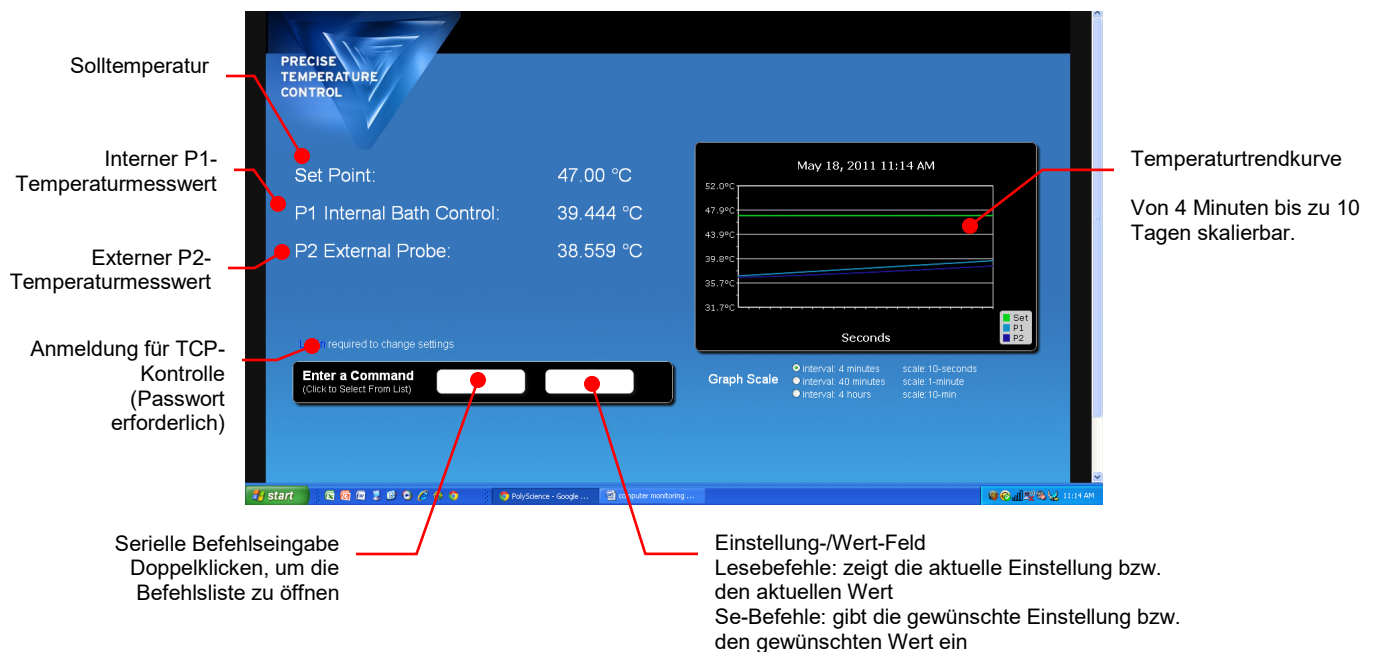 PRECISE
TEMPERATURE
CONTROL
Solltemperatur
Interner P1-
Temperaturmesswert
Externer P2-
Temperaturmesswert
Anmeldung für TCP-
Kontrolle
(Passwort
erforderlich)
Set Point: 47.00 °C
P1 Internal Bath Control: 39.444 °C
P2 External Probe: 38.559 °C
required to change settings
Enter a Command
(Click to Select From List)
May 18, 2011 11:14 AM
52.0°C
47.9°C
43.9°C
39.8°C
35.7°C
31.7°C
Seconds
Set
P1
P2
Graph Scale
interval: 4 minutes scale:10-seconds
interval: 40 minutes scale:1-minute
interval: 4 hours scale:10-min
Temperaturtrendkurve
Von 4 Minuten bis zu 10
Tagen skalierbar.
start
PolyScience - Google ...
computer monitoring ...
11:14 AM
Serielle Befehlseingabe
Doppelklicken, um die
Befehlsliste zu öffnen
Einstellung-/Wert-Feld
Lesebefehle: zeigt die aktuelle Einstellung bzw.
den aktuellen Wert
Se-Befehle: gibt die gewünschte Einstellung bzw.
den gewünschten Wert ein